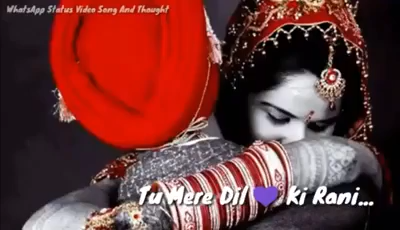 WhatsApp Status Video Song And Thought
Tu Mere Dil 💜 Ki Rani...